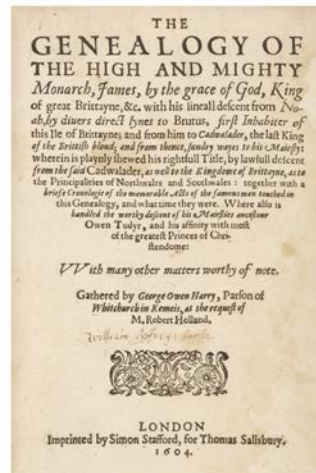 THE
GENEALOGY OF
THE HIGH AND MIGHTY
Monarch, James, by the grace of God, King
of great Brittayne, &c. with his lineall descent from No-
ah, by divers direct lynes to Brutus, first Inhabiter of
this Ile of Brittayne; and from him to Cadwalader, the last King
of the Brittish bloud; and from thence, sundry wayes to his Maiesty:
wherein is playnly shewed his rightfull Title, by lawfull descent
from the said Cadwalader, as well to the Kingdome of Brittayne, as to
the Principalities of Northwales and Southwales: together with a
briefe Cronologie of the memorable Acts of the famous men touched in
this Genealogy, and what time they were. Where also is
handled the worthy descent of his Maiesties ancestour
Owen Tudyr, and his affinity with most
of the greatest Princes of Chri-
stendome:
VVith many other matters worthy of note.
Gathered by George Owen Harry, Parson of
Whitchurch in Kemeis, at the request of
M. Robert Holland.
William
LONDON
Imprinted by Simon Stafford, for Thomas Salisbury.
1604.